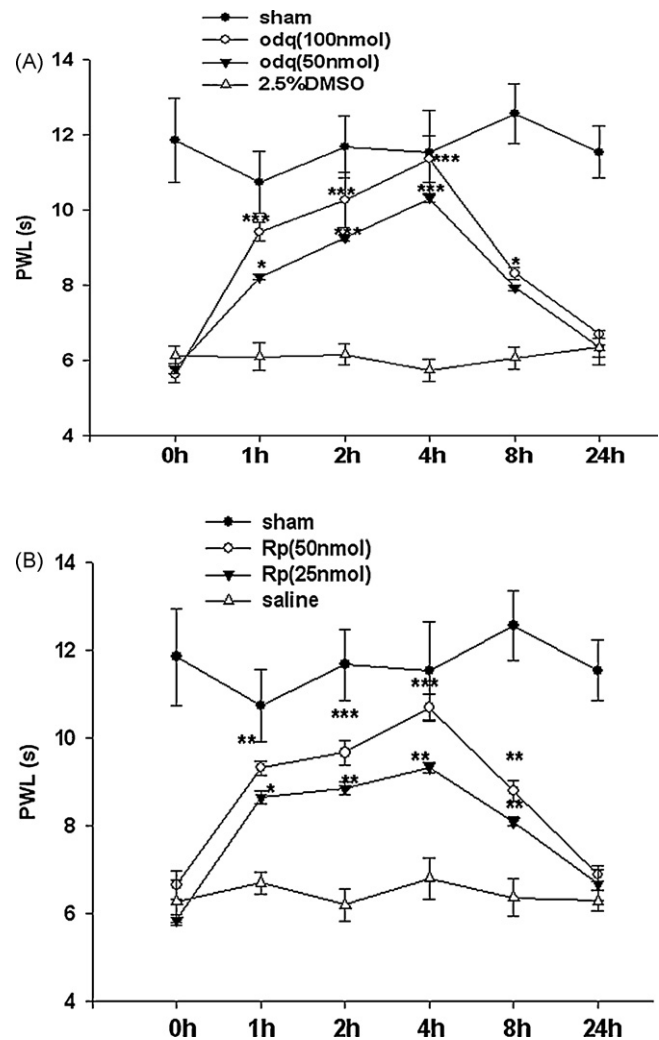 (A)
sham
odq(100nmol)
odq(50nmol)
2.5%DMSO
14
12
10
8
6
4
PWL (s)
***
***
***
*
***
***
*
0h 1h 2h 4h 8h 24h
(B)
sham
Rp(50nmol)
Rp(25nmol)
saline
14
12
10
8
6
4
PWL (s)
**
***
***
**
*
**
**
**
0h 1h 2h 4h 8h 24h